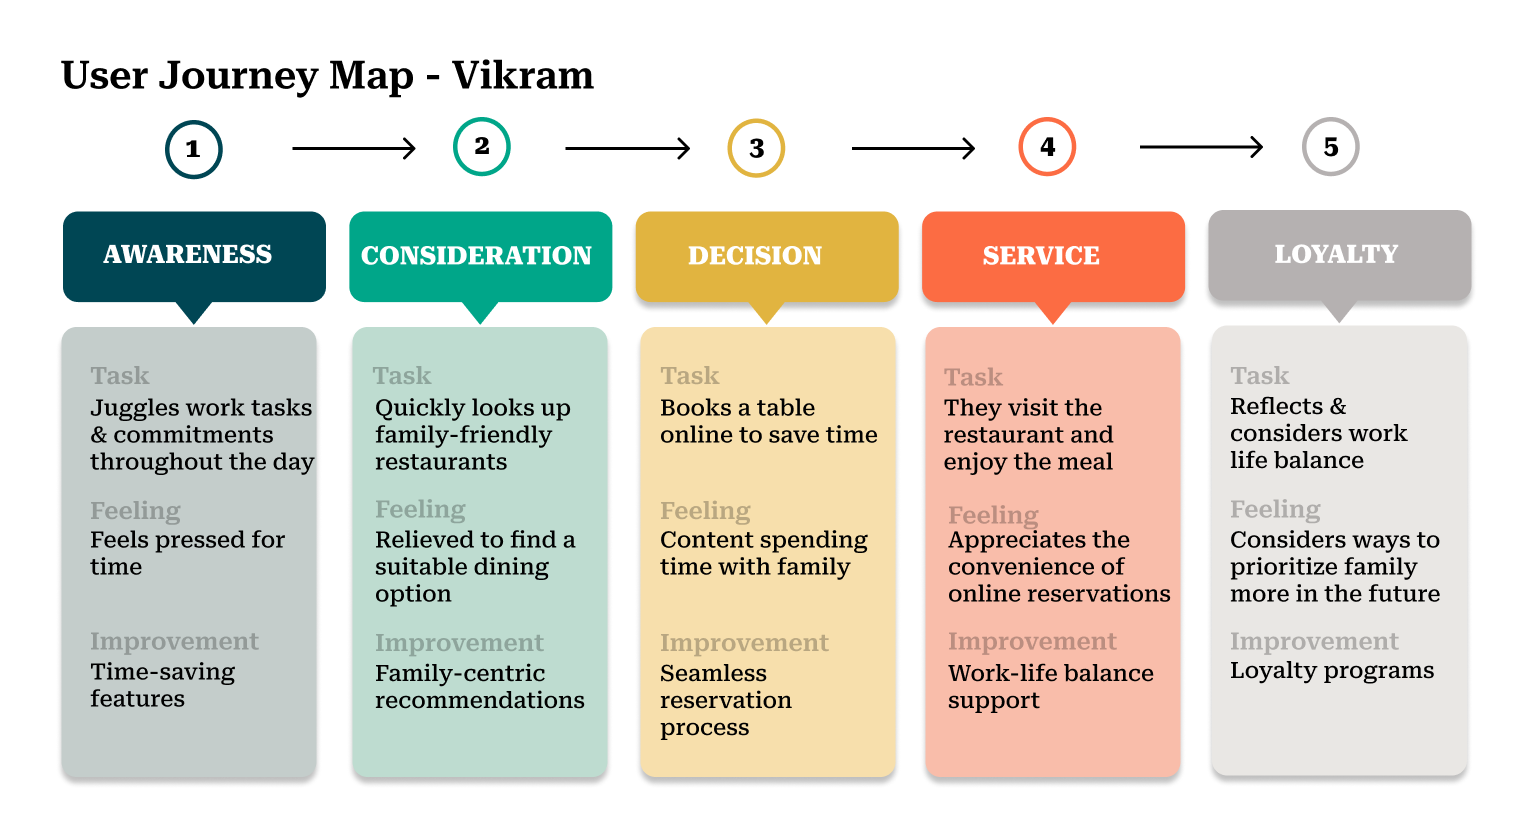 User Journey Map - Vikram
1
2
3
4
5
AWARENESS
CONSIDERATION
DECISION
SERVICE
LOYALTY
Task
Juggles work tasks
& commitments
throughout the day
Feeling
Feels pressed for
time
Improvement
Time-saving
features
Task
Quickly looks up
family-friendly
restaurants
Feeling
Relieved to find a
suitable dining
option
Improvement
Family-centric
recommendations
Task
Books a table
online to save time
Feeling
Content spending
time with family
Improvement
Seamless
reservation
process
Task
They visit the
restaurant and
enjoy the meal
Feeling
Appreciates the
convenience of
online reservations
Improvement
Work-life balance
support
Task
Reflects &
considers work
life balance
Feeling
Considers ways to
prioritize family
more in the future
Improvement
Loyalty programs